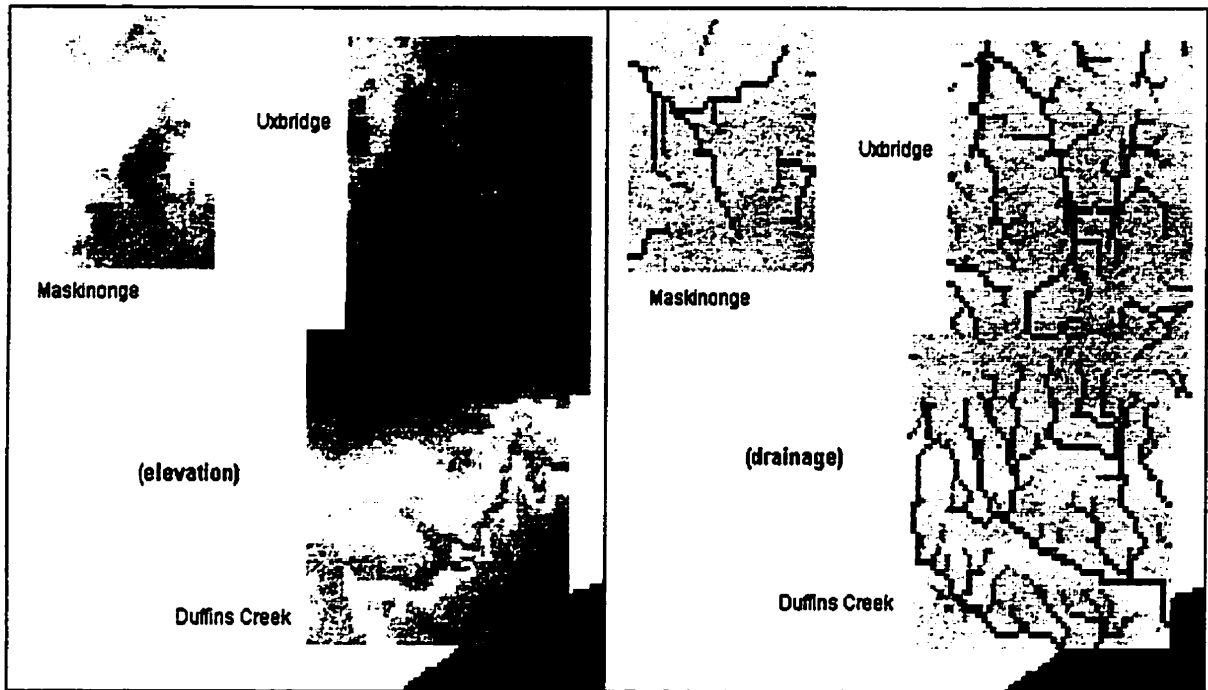 Uxbridge
Maskinonge
(elevation)
Duffins Creek
Uxbridge
Maskinonge
(drainage)
Duffins Creek